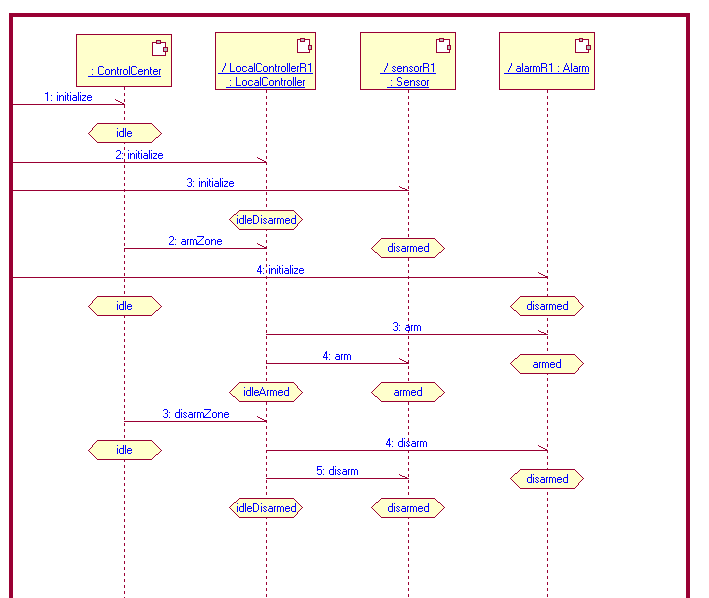 : ControlCenter
/ LocalControllerR1
: LocalController
/ sensorR1
: Sensor
/ alarmR1 : Alarm
1: initialize
idle
2: initialize
3: initialize
idleDisarmed
2: armZone
disarmed
4: initialize
idle
disarmed
3: arm
4: arm
armed
idleArmed
armed
3: disarmZone
idle
4: disarm
5: disarm
disarmed
idleDisarmed
disarmed